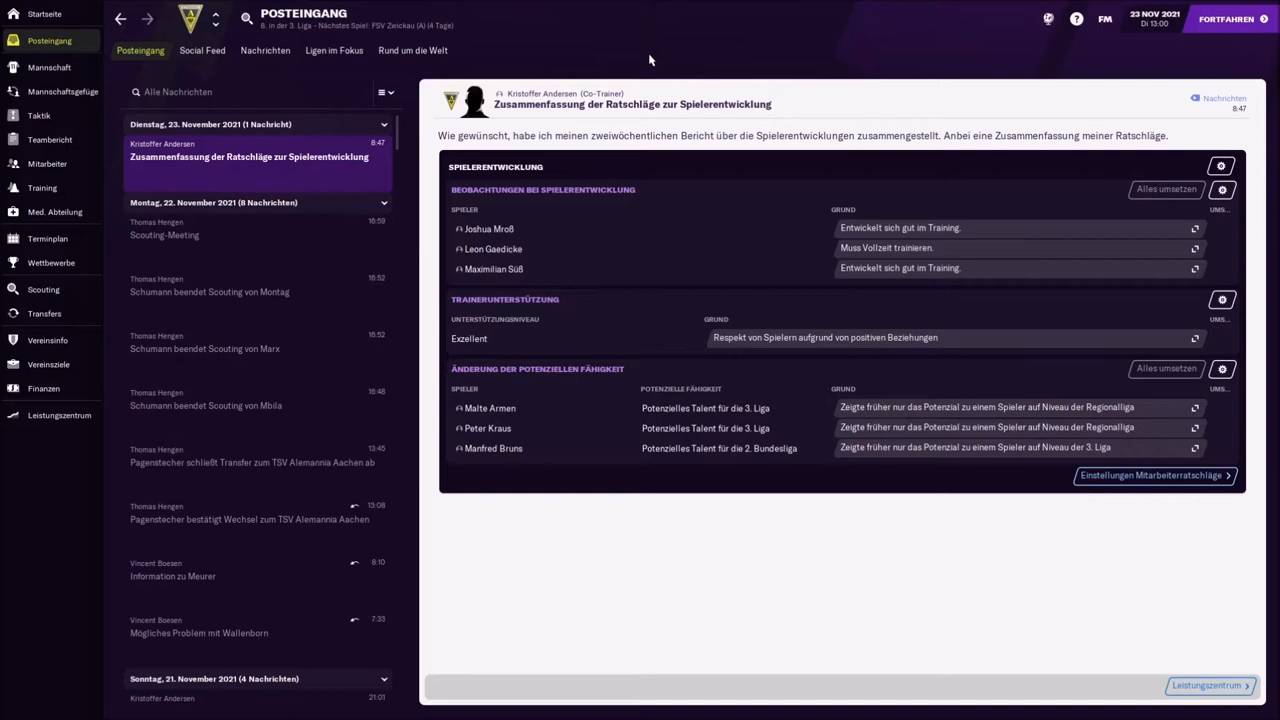 Startseite
Posteingang
Mannschaft
Mannschaftsgefüge
Taktik
Teambericht
Mitarbeiter
Training
Med. Abteilung
Terminplan
Wettbewerbe
Scouting
Transfers
Vereinsinfo
Vereinsziele
Finanzen
Leistungszentrum
POSTEINGANG
8. in der 3. Liga - Nächstes Spiel: FSV Zwickau (A) (4 Tage)
FM
23 NOV 2021
Di 13:00
FORTFAHREN
Posteingang Social Feed Nachrichten Ligen im Fokus Rund um die Welt
Alle Nachrichten
Dienstag, 23. November 2021 (1 Nachricht)
Kristoffer Andersen 8:47
Zusammenfassung der Ratschläge zur Spielerentwicklung
Montag, 22. November 2021 (8 Nachrichten)
Thomas Hengen 16:59
Scouting-Meeting
Thomas Hengen 16:52
Schumann beendet Scouting von Montag
Thomas Hengen 16:52
Schumann beendet Scouting von Marx
Thomas Hengen 16:48
Schumann beendet Scouting von Mbila
Thomas Hengen 13:45
Pagenstecher schließt Transfer zum TSV Alemannia Aachen ab
Thomas Hengen 13:08
Pagenstecher bestätigt Wechsel zum TSV Alemannia Aachen
Vincent Boesen 8:10
Information zu Meurer
Vincent Boesen 7:33
Mögliches Problem mit Wallenborn
Sonntag, 21. November 2021 (4 Nachrichten)
Kristoffer Andersen 21:01
Kristoffer Andersen (Co-Trainer)
Zusammenfassung der Ratschläge zur Spielerentwicklung
Nachrichten
8:47
Wie gewünscht, habe ich meinen zweiwöchentlichen Bericht über die Spielerentwicklungen zusammengestellt. Anbei eine Zusammenfassung meiner Ratschläge.
SPIELERENTWICKLUNG
BEOBACHTUNGEN BEI SPIELERENTWICKLUNG Alles umsetzen
SPIELER GRUND UMS...
Joshua Mroß Entwickelt sich gut im Training.
Leon Gaedicke Muss Vollzeit trainieren.
Maximilian Süß Entwickelt sich gut im Training.
TRAINERUNTERSTÜTZUNG
UNTERSTÜTZUNGSNIVEAU GRUND UMS...
Exzellent Respekt von Spielern aufgrund von positiven Beziehungen
ÄNDERUNG DER POTENZIELLEN FÄHIGKEIT Alles umsetzen
SPIELER POTENZIELLE FÄHIGKEIT GRUND UMS...
Malte Armen Potenzielles Talent für die 3. Liga Zeigte früher nur das Potenzial zu einem Spieler auf Niveau der Regionalliga
Peter Kraus Potenzielles Talent für die 3. Liga Zeigte früher nur das Potenzial zu einem Spieler auf Niveau der Regionalliga
Manfred Bruns Potenzielles Talent für die 2. Bundesliga Zeigte früher nur das Potenzial zu einem Spieler auf Niveau der 3. Liga
Einstellungen Mitarbeiterratschläge
Leistungszentrum